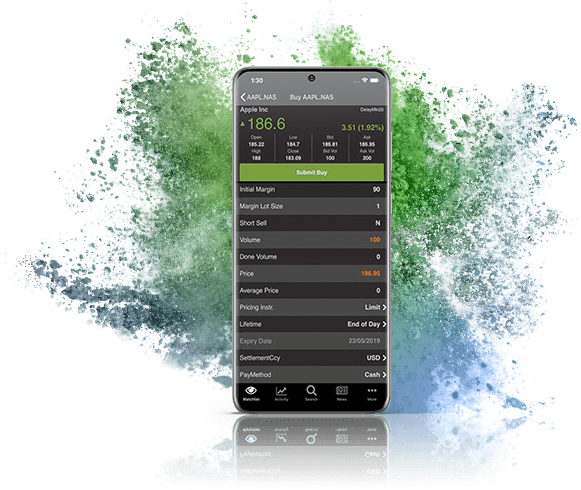 1:30
AAPL.NAS Buy AAPL.NAS
Apple Inc DelayMin20
186.6 3.51 (1.92%)
Open Low Bid Ask
185.22 184.7 186.81 186.95
High Close Bid Vol Ask Vol
188 183.09 100 200
Submit Buy
Initial Margin 90
Margin Lot Size 1
Short Sell N
Volume 100
Done Volume 0
Price 186.95
Average Price 0
Pricing Instr. Limit
Lifetime End of Day
Expiry Date 22/05/2019
SettlementCcy USD
PayMethod Cash
Watchlist Activity Search News More